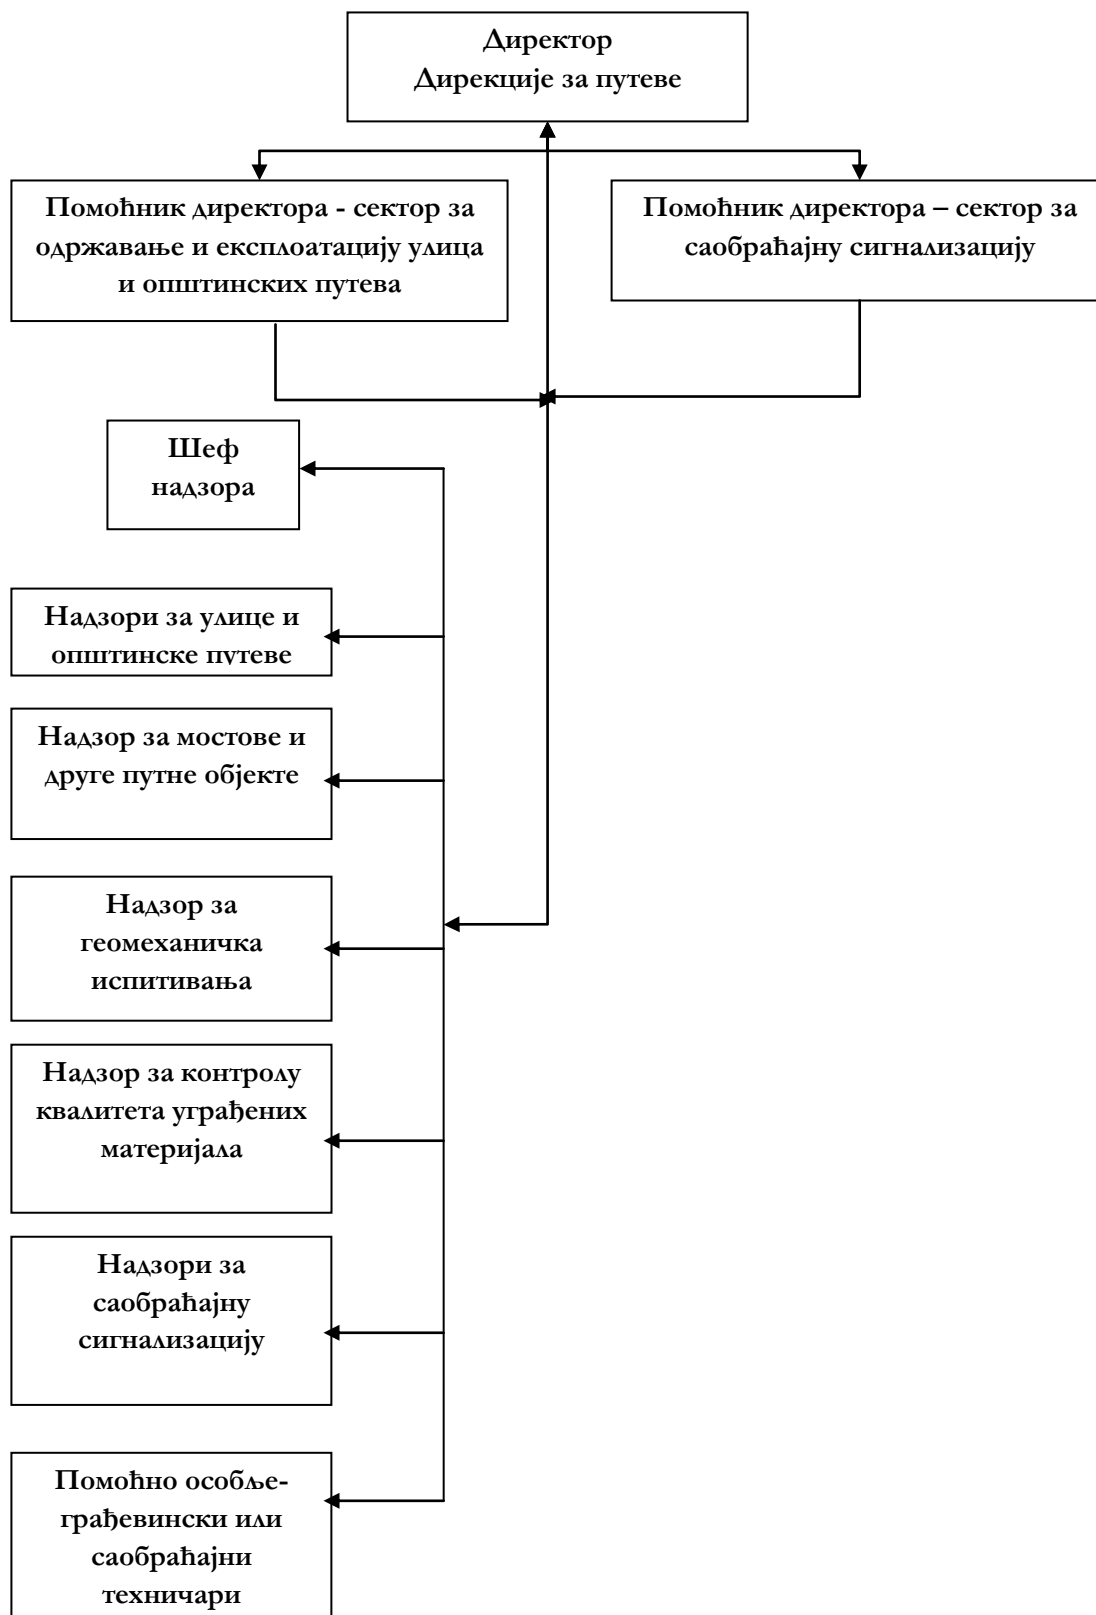 Директор
Дирекције за путеве
Помоћник директора - сектор за
одржавање и експлоатацију улица
и општинских путева
Помоћник директора – сектор за
саобраћајну сигнализацију
Шеф
надзора
Надзори за улице и
општинске путеве
Надзор за мостове и
друге путне објекте
Надзор за
геомеханичка
испитивања
Надзор за контролу
квалитета уграђених
материјала
Надзори за
саобраћајну
сигнализацију
Помоћно особље-
грађевински или
саобраћајни
техничари